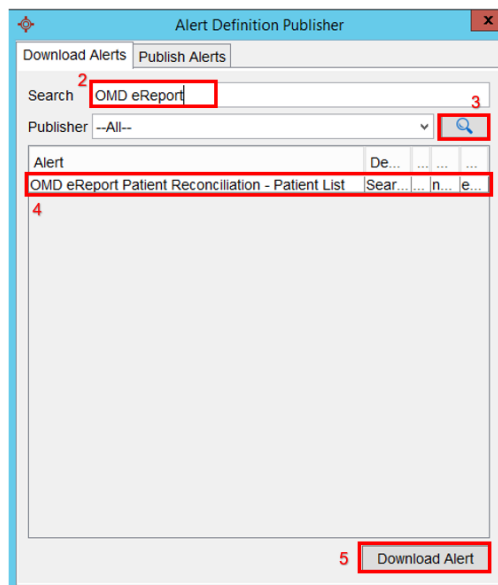 Alert Definition Publisher x
Download Alerts Publish Alerts
2
Search OMD eReport
3
Publisher --All--
Alert De... ... ... ...
OMD eReport Patient Reconciliation - Patient List Sear... ... n... e...
4
5 Download Alert